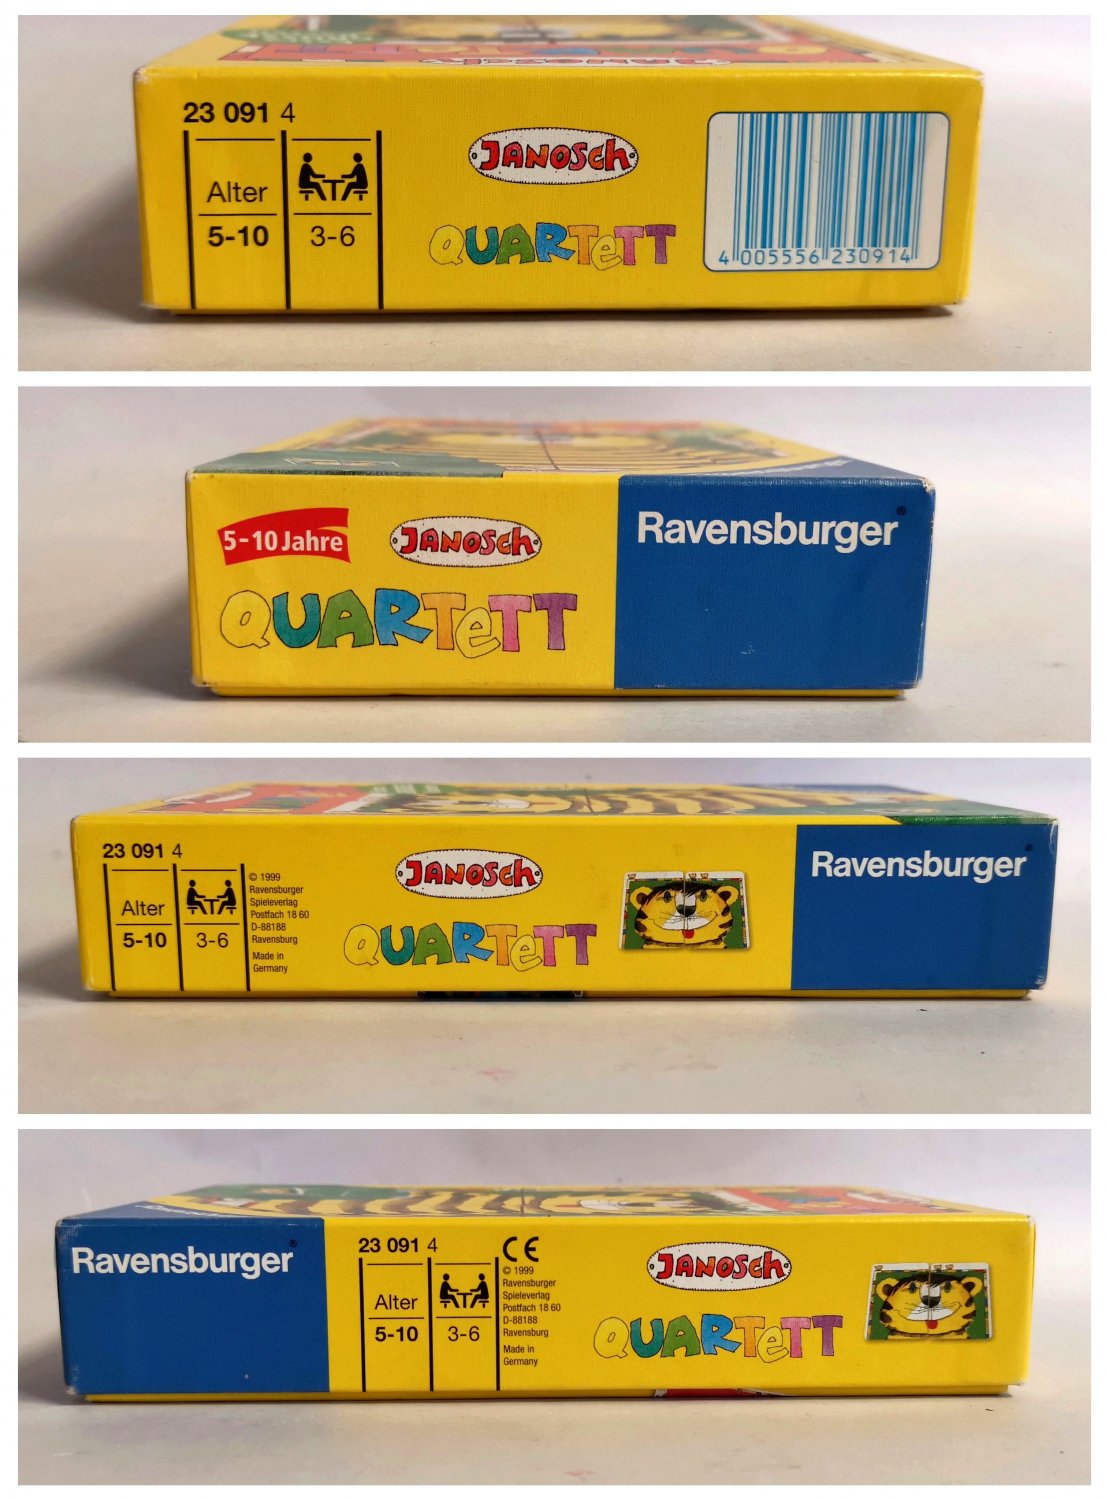 23 091 4
Alter
5-10
3-6
JANOSCH
QUARTeTT
4 005556 230914
5-10 Jahre
JANOSCH
QUARTeTT
Ravensburger®
23 091 4
Alter
5-10
3-6
© 1999
Ravensburger
Spieleverlag
Postfach 18 60
D-88188
Ravensburg
Made in
Germany
JANOSCH
QUARTeTT
Ravensburger®
Ravensburger®
23 091 4
Alter
5-10
3-6
CE
© 1999
Ravensburger
Spieleverlag
Postfach 18 60
D-88188
Ravensburg
Made in
Germany
JANOSCH
QUARTeTT